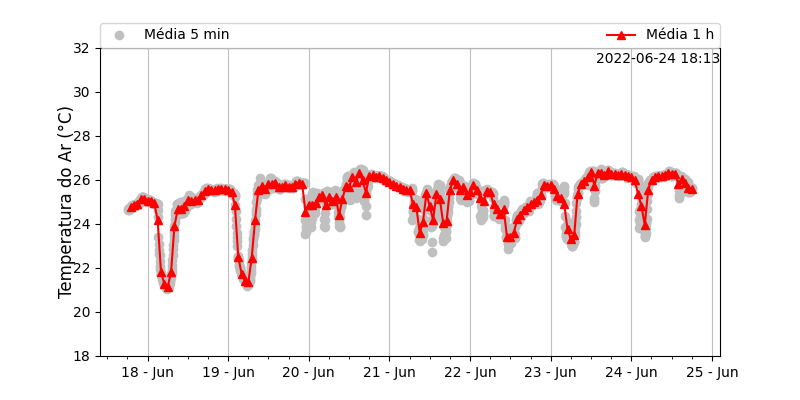 Média 5 min
Média 1 h
2022-06-24 18:13
Temperatura do Ar (°C)
32
30
28
26
24
22
20
18
18 - Jun
19 - Jun
20 - Jun
21 - Jun
22 - Jun
23 - Jun
24 - Jun
25 - Jun